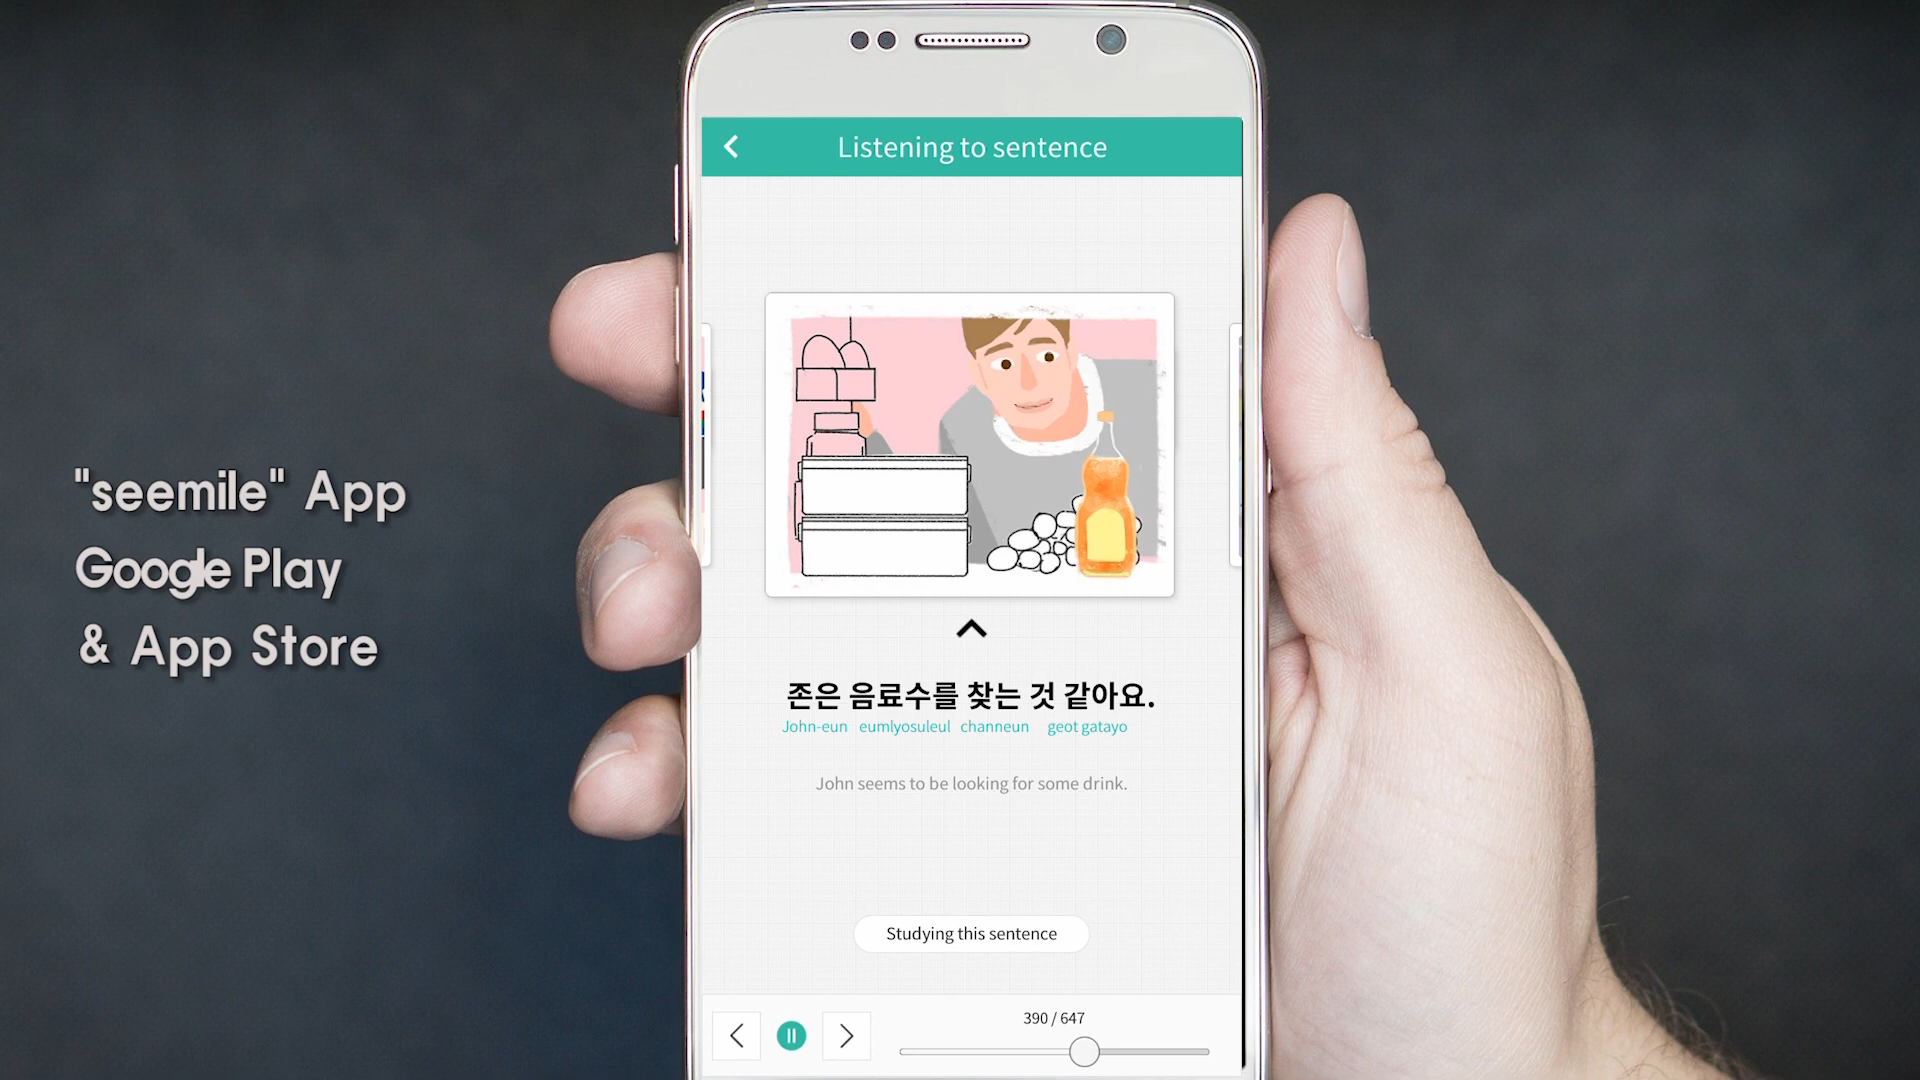 "seemile" App
Google Play
& App Store
Listening to sentence
존은 음료수를 찾는 것 같아요.
John-eun eumlyosuleul channeun geot gatayo
John seems to be looking for some drink.
Studying this sentence
390 / 647